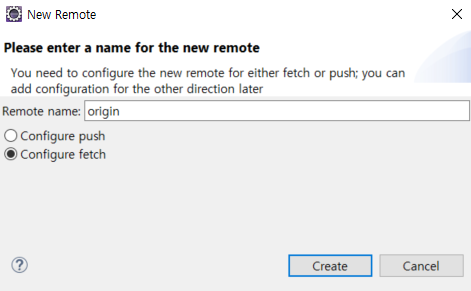 New Remote
Please enter a name for the new remote
You need to configure the new remote for either fetch or push; you can
add configuration for the other direction later
Remote name: origin
Configure push
Configure fetch
? Create Cancel